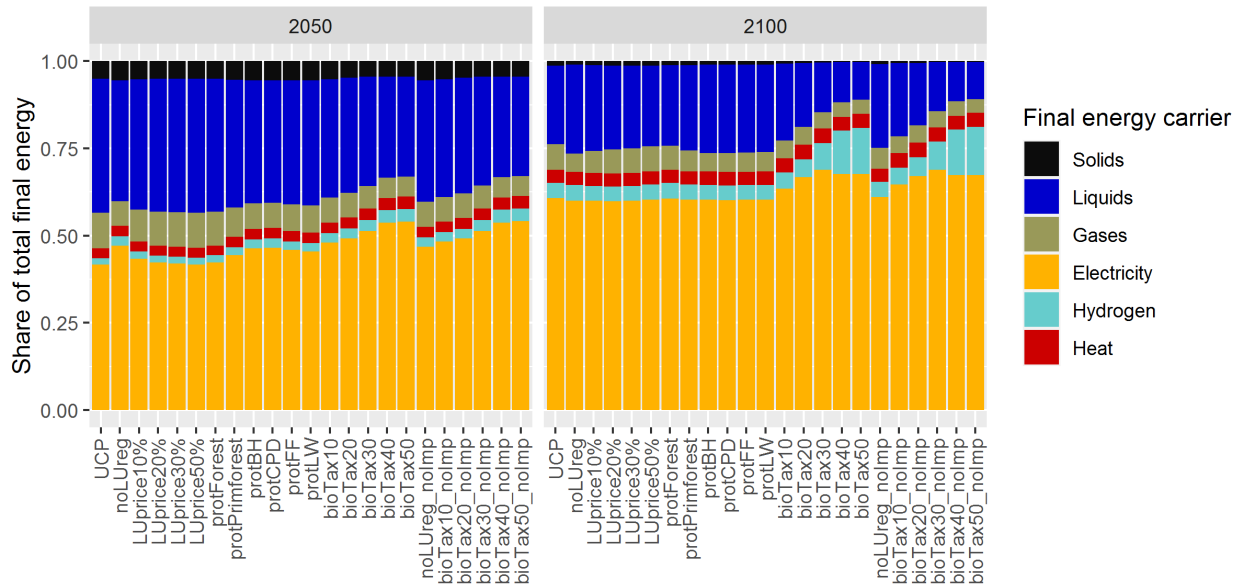 2050
2100
Share of total final energy
1.00
0.75
0.50
0.25
0.00
UCP
noLUreg
LUprice10%
LUprice20%
LUprice30%
LUprice50%
protForest
protPrimforest
protBH
protCPD
protFF
protLW
bioTax10
bioTax20
bioTax30
bioTax40
bioTax50
noLUreg_noImp
bioTax10_noImp
bioTax20_noImp
bioTax30_noImp
bioTax40_noImp
bioTax50_noImp
UCP
noLUreg
LUprice10%
LUprice20%
LUprice30%
LUprice50%
protForest
protPrimforest
protBH
protCPD
protFF
protLW
bioTax10
bioTax20
bioTax30
bioTax40
bioTax50
noLUreg_noImp
bioTax10_noImp
bioTax20_noImp
bioTax30_noImp
bioTax40_noImp
bioTax50_noImp
Final energy carrier
Solids
Liquids
Gases
Electricity
Hydrogen
Heat